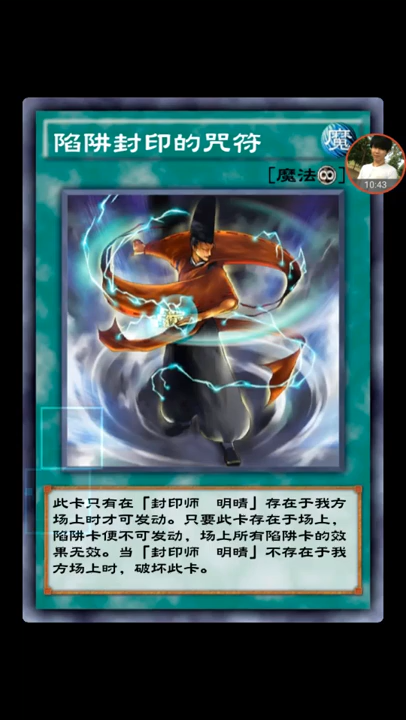 陷阱封印的咒符
魔
[魔法♾]
10:43
此卡只有在「封印师　明晴」存在于我方
场上时才可发动。只要此卡存在于场上，
陷阱卡便不可发动，场上所有陷阱卡的效
果无效。当「封印师　明晴」不存在于我
方场上时，破坏此卡。